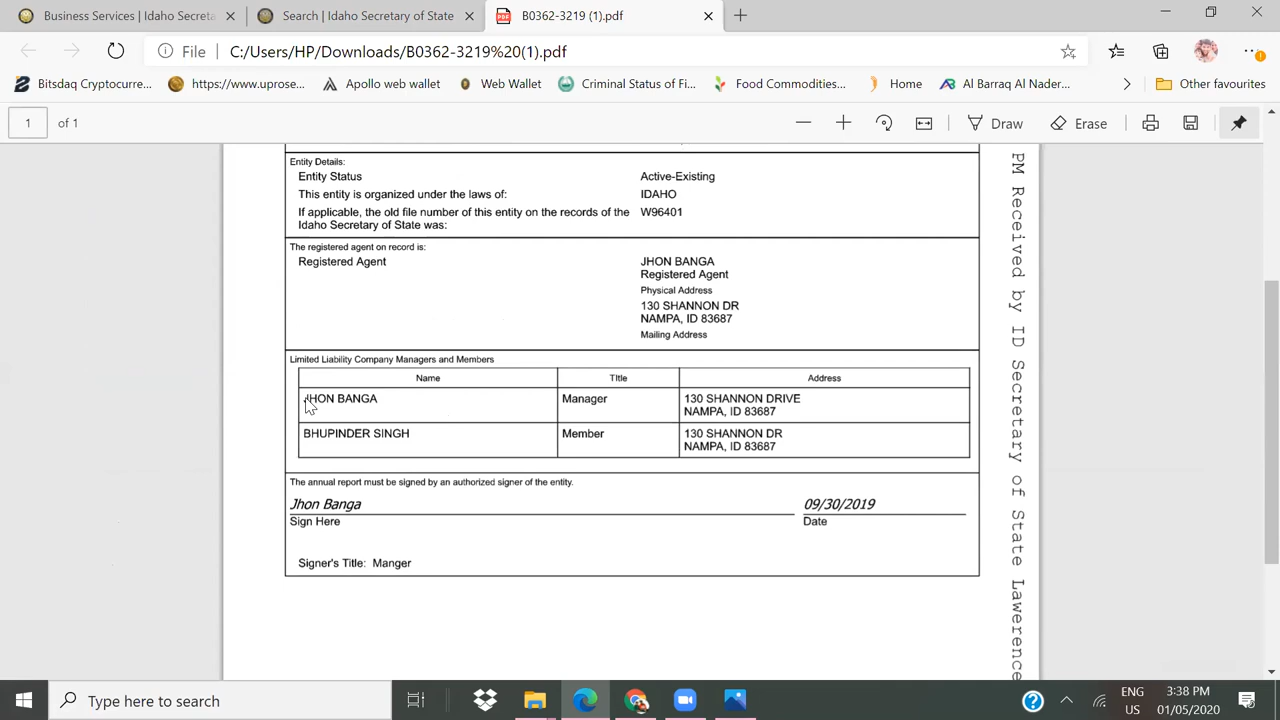 Business Services | Idaho Secreta
Search | Idaho Secretary of State
B0362-3219 (1).pdf
File
C:/Users/HP/Downloads/B0362-3219%20(1).pdf
Bitsdaq Cryptocurre...
https://www.uprose...
Apollo web wallet
Web Wallet
Criminal Status of Fi...
Food Commodities...
Home
Al Barraq Al Nader...
Other favourites
1 of 1
Draw
Erase
Entity Details:
Entity Status Active-Existing
This entity is organized under the laws of: IDAHO
If applicable, the old file number of this entity on the records of the W96401
Idaho Secretary of State was:
The registered agent on record is:
Registered Agent JHON BANGA
Registered Agent
Physical Address
130 SHANNON DR
NAMPA, ID 83687
Mailing Address
Limited Liability Company Managers and Members
Name Title Address
JHON BANGA Manager 130 SHANNON DRIVE
NAMPA, ID 83687
BHUPINDER SINGH Member 130 SHANNON DR
NAMPA, ID 83687
The annual report must be signed by an authorized signer of the entity.
Jhon Banga 09/30/2019
Sign Here Date
Signer's Title: Manger
PM Received by ID Secretary of State Lawerence
Type here to search
ENG
US
3:38 PM
01/05/2020